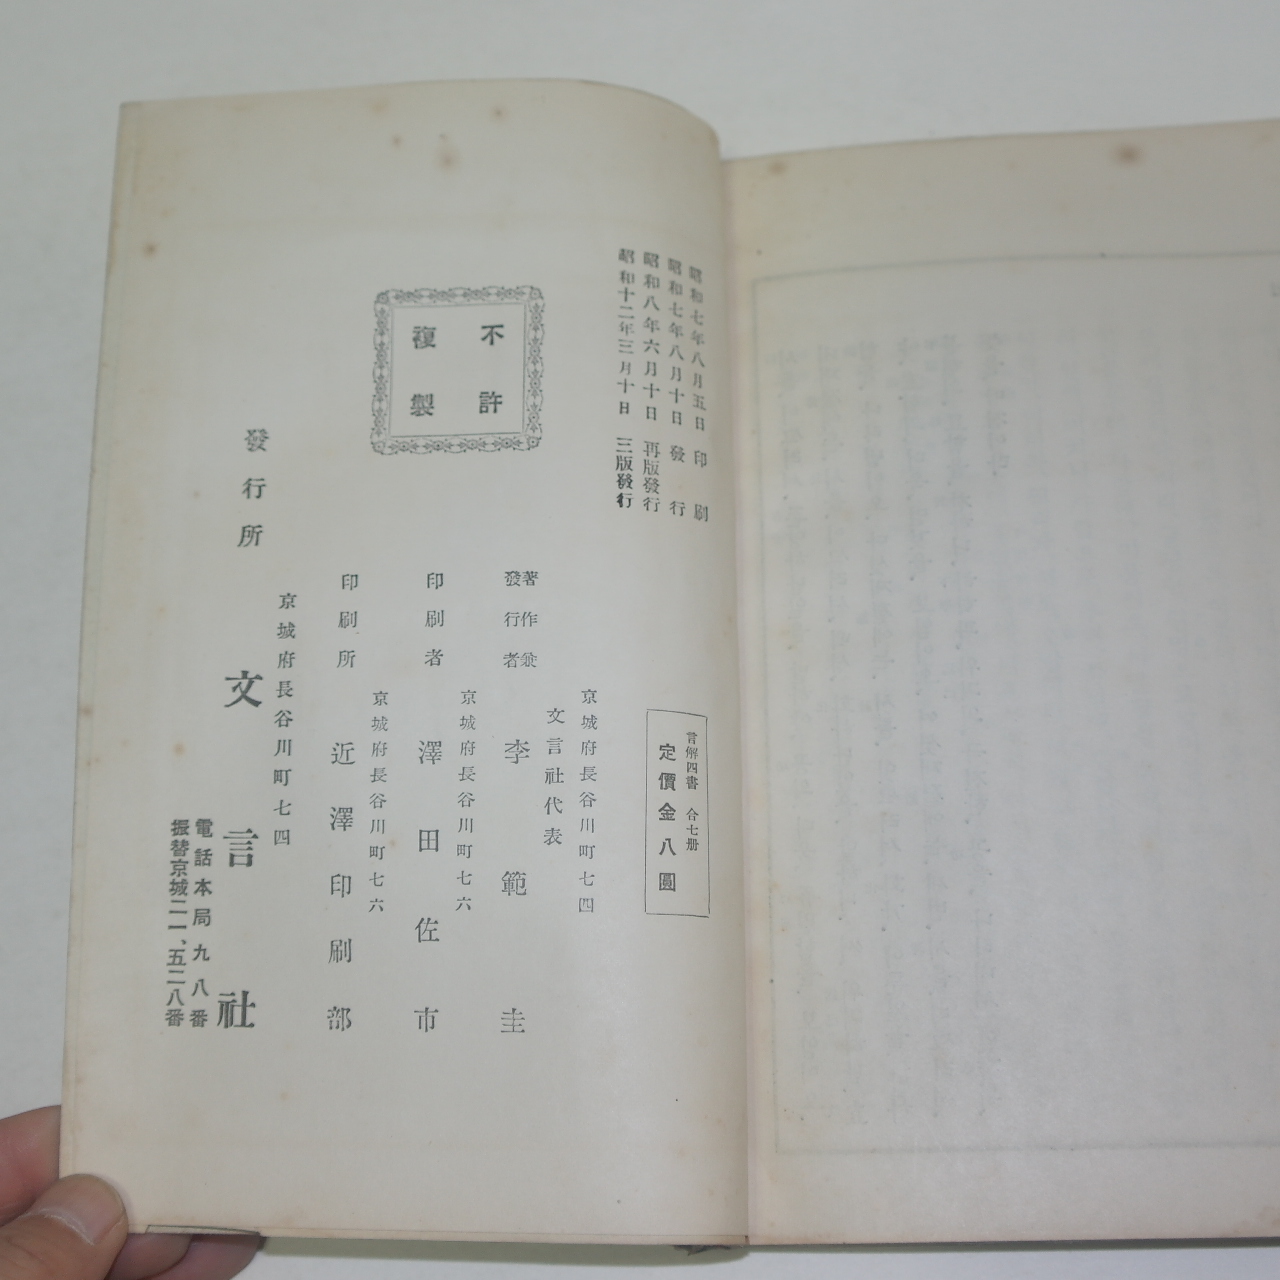 昭和七年八月五日 印刷
昭和七年八月十日 發行
昭和八年六月十日 再版發行
昭和十二年三月十日 三版發行
言解四書 合七册
定價金八圓
不許
複製
京城府長谷川町七四
文言社代表
著作兼
發行者 李範圭
京城府長谷川町七六
印刷者 澤田佐市
京城府長谷川町七六
印刷所 近澤印刷部
京城府長谷川町七四
發行所 文言社
電話本局九八番
振替京城二一、五二八番